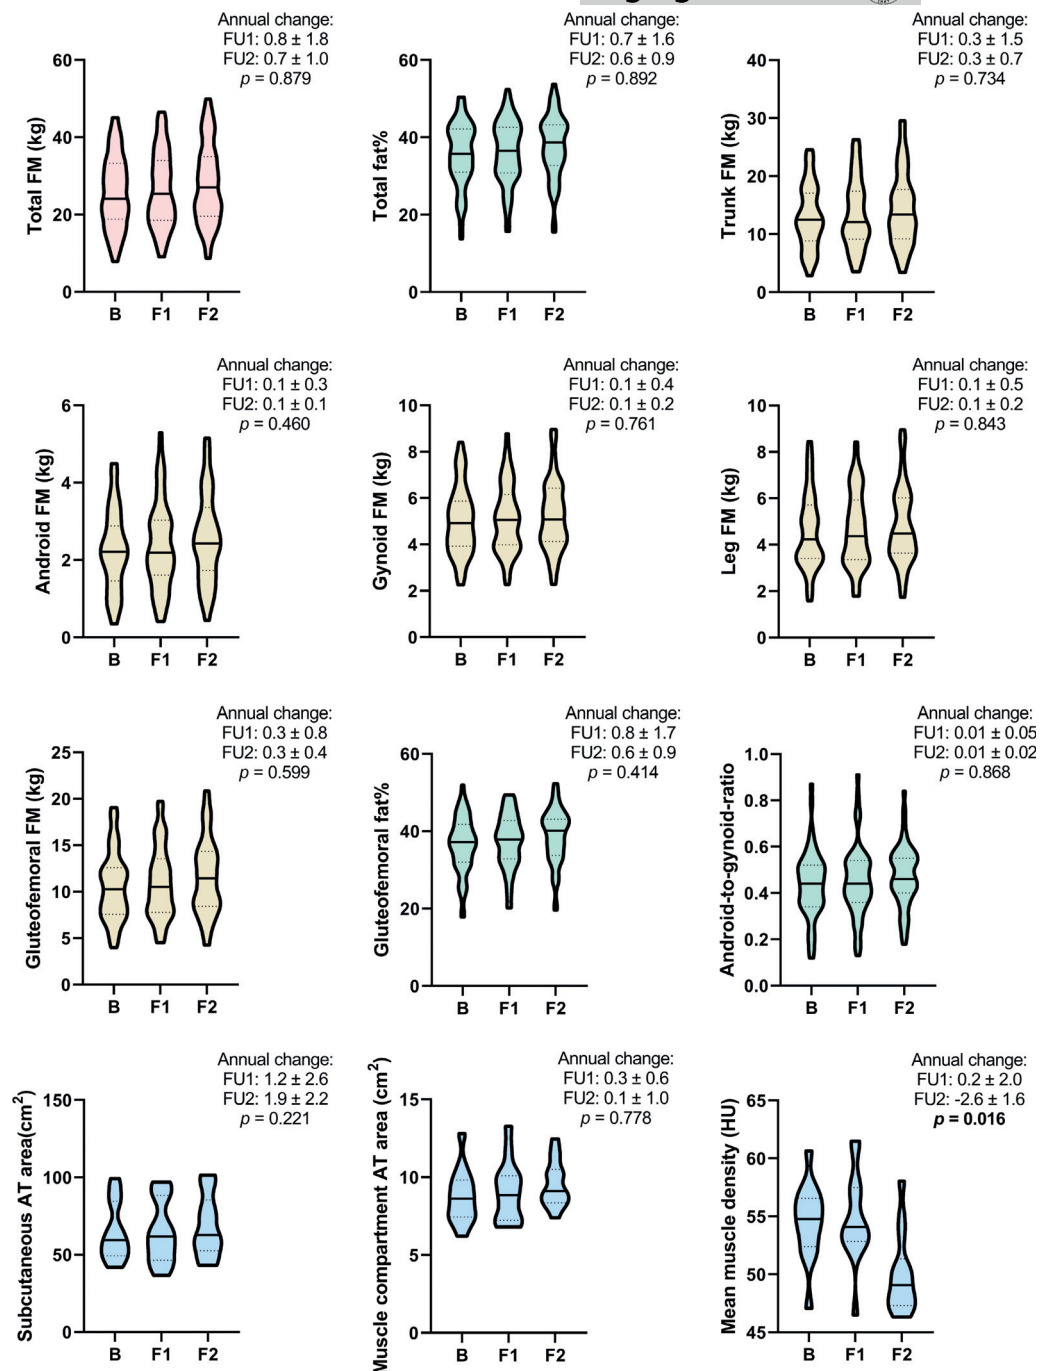 Annual change:
FU1: 0.8 ± 1.8
FU2: 0.7 ± 1.0
p = 0.879
Total FM (kg)
60
40
20
0
B F1 F2
Annual change:
FU1: 0.7 ± 1.6
FU2: 0.6 ± 0.9
p = 0.892
Total fat%
60
40
20
0
B F1 F2
Annual change:
FU1: 0.3 ± 1.5
FU2: 0.3 ± 0.7
p = 0.734
Trunk FM (kg)
40
30
20
10
0
B F1 F2
Annual change:
FU1: 0.1 ± 0.3
FU2: 0.1 ± 0.1
p = 0.460
Android FM (kg)
6
4
2
0
B F1 F2
Annual change:
FU1: 0.1 ± 0.4
FU2: 0.1 ± 0.2
p = 0.761
Gynoid FM (kg)
10
8
6
4
2
0
B F1 F2
Annual change:
FU1: 0.1 ± 0.5
FU2: 0.1 ± 0.2
p = 0.843
Leg FM (kg)
10
8
6
4
2
0
B F1 F2
Annual change:
FU1: 0.3 ± 0.8
FU2: 0.3 ± 0.4
p = 0.599
Gluteofemoral FM (kg)
25
20
15
10
5
0
B F1 F2
Annual change:
FU1: 0.8 ± 1.7
FU2: 0.6 ± 0.9
p = 0.414
Gluteofemoral fat%
60
40
20
0
B F1 F2
Annual change:
FU1: 0.01 ± 0.05
FU2: 0.01 ± 0.02
p = 0.868
Android-to-gynoid-ratio
1.0
0.8
0.6
0.4
0.2
0.0
B F1 F2
Annual change:
FU1: 1.2 ± 2.6
FU2: 1.9 ± 2.2
p = 0.221
Subcutaneous AT area(cm²)
150
100
50
0
B F1 F2
Annual change:
FU1: 0.3 ± 0.6
FU2: 0.1 ± 1.0
p = 0.778
Muscle compartment AT area (cm²)
15
10
5
0
B F1 F2
Annual change:
FU1: 0.2 ± 2.0
FU2: -2.6 ± 1.6
p = 0.016
Mean muscle density (HU)
65
60
55
50
45
B F1 F2